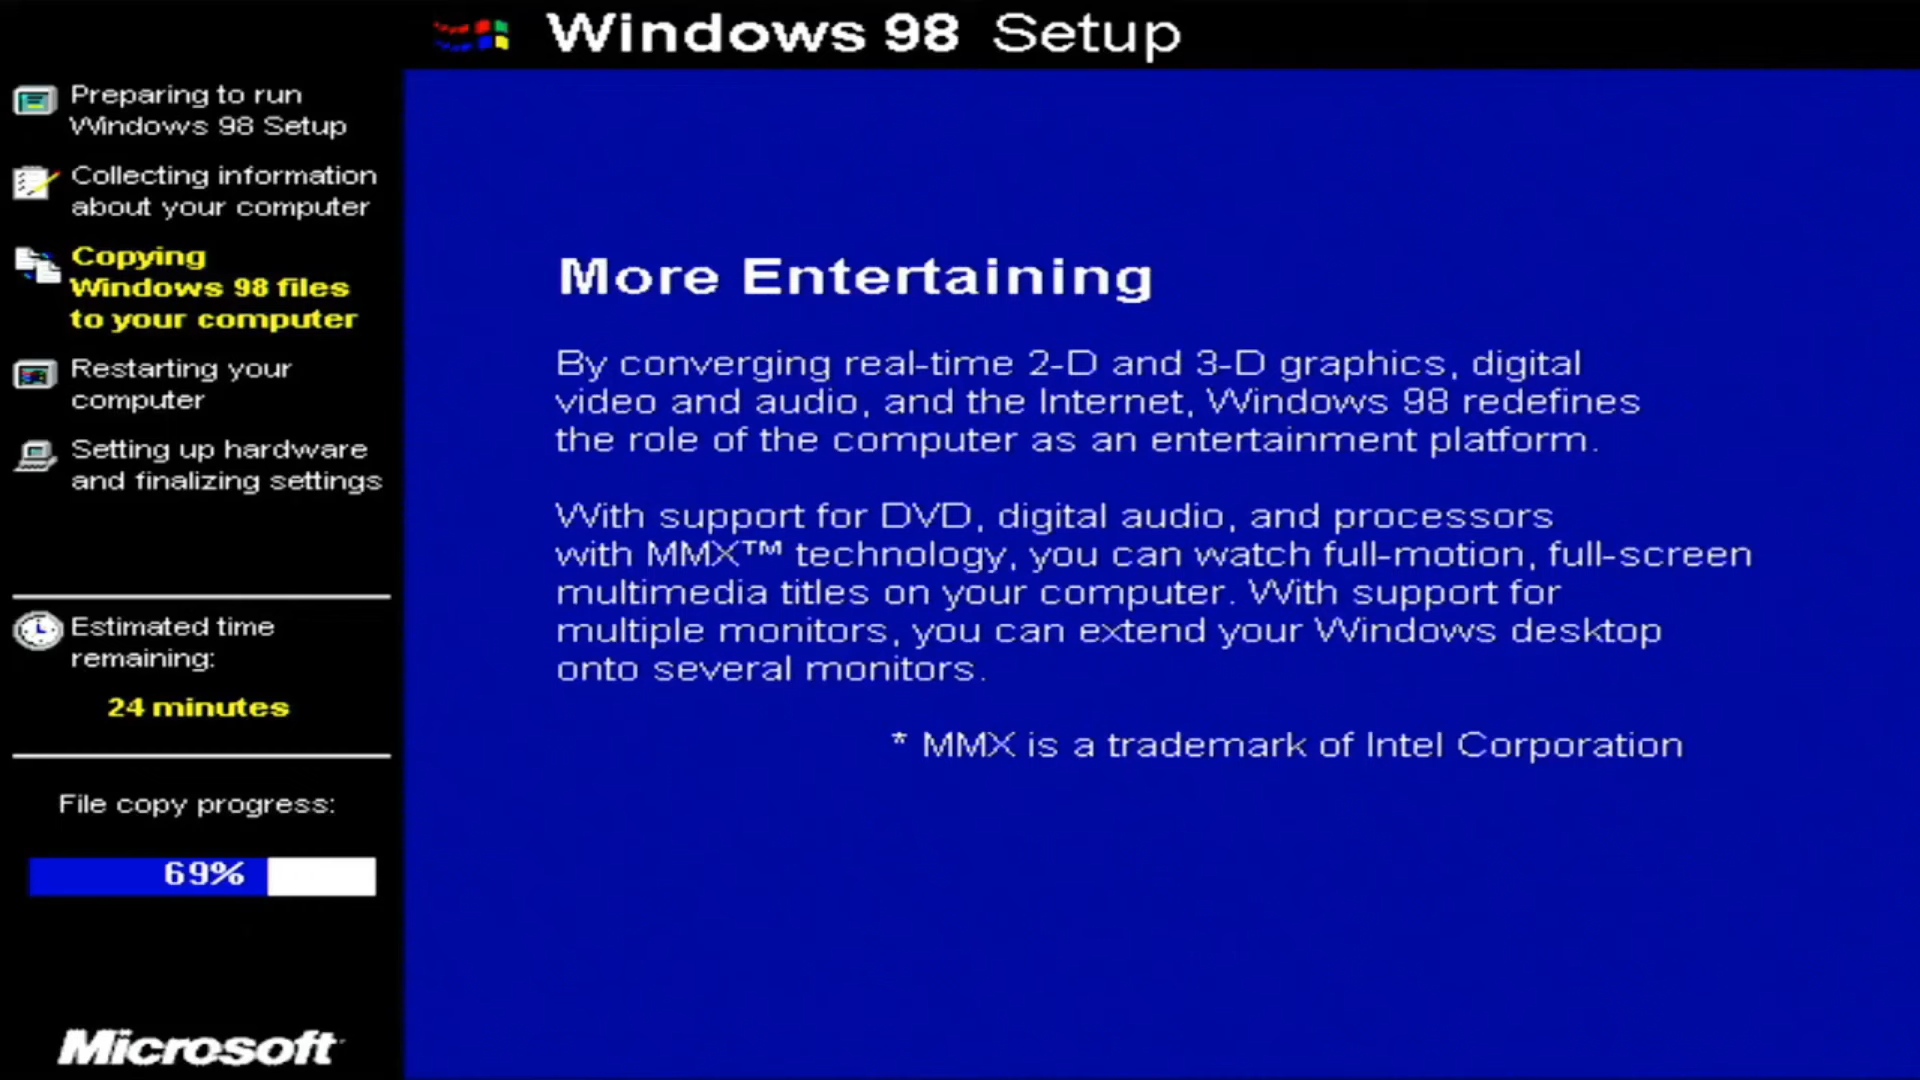 Windows 98 Setup
Preparing to run
Windows 98 Setup
Collecting information
about your computer
Copying
Windows 98 files
to your computer
Restarting your
computer
Setting up hardware
and finalizing settings
Estimated time
remaining:
24 minutes
File copy progress:
69%
Microsoft
More Entertaining
By converging real-time 2-D and 3-D graphics, digital
video and audio, and the Internet, Windows 98 redefines
the role of the computer as an entertainment platform.
With support for DVD, digital audio, and processors
with MMX™ technology, you can watch full-motion, full-screen
multimedia titles on your computer. With support for
multiple monitors, you can extend your Windows desktop
onto several monitors.
* MMX is a trademark of Intel Corporation